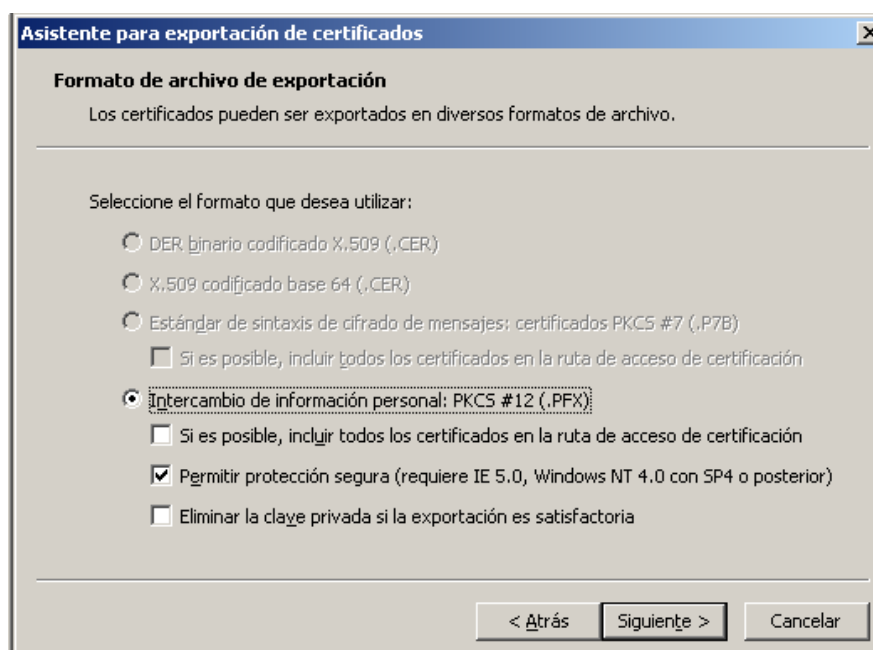 Asistente para exportación de certificados
Formato de archivo de exportación
Los certificados pueden ser exportados en diversos formatos de archivo.
Seleccione el formato que desea utilizar:
DER binario codificado X.509 (.CER)
X.509 codificado base 64 (.CER)
Estándar de sintaxis de cifrado de mensajes: certificados PKCS #7 (.P7B)
Si es posible, incluir todos los certificados en la ruta de acceso de certificación
Intercambio de información personal: PKCS #12 (.PFX)
Si es posible, incluir todos los certificados en la ruta de acceso de certificación
Permitir protección segura (requiere IE 5.0, Windows NT 4.0 con SP4 o posterior)
Eliminar la clave privada si la exportación es satisfactoria
< Atrás Siguiente > Cancelar